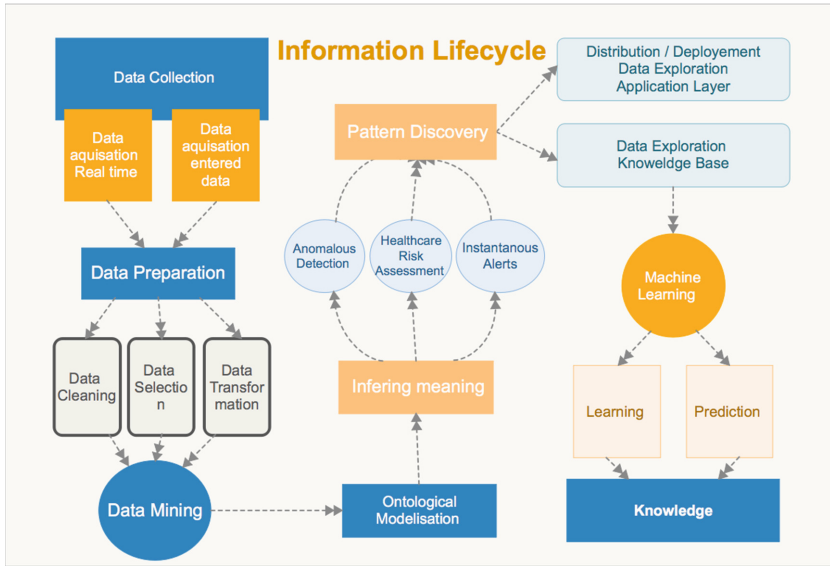 Information Lifecycle
Data Collection
Data
aquisation
Real time
Data
aquisation
entered
data
Data Preparation
Data
Cleaning
Data
Selectio
n
Data
Transfor
mation
Data Mining
Ontological
Modelisation
Infering meaning
Anomalous
Detection
Healthcare
Risk
Assessment
Instantanous
Alerts
Pattern Discovery
Distribution / Deployement
Data Exploration
Application Layer
Data Exploration
Knoweldge Base
Machine
Learning
Learning
Prediction
Knowledge